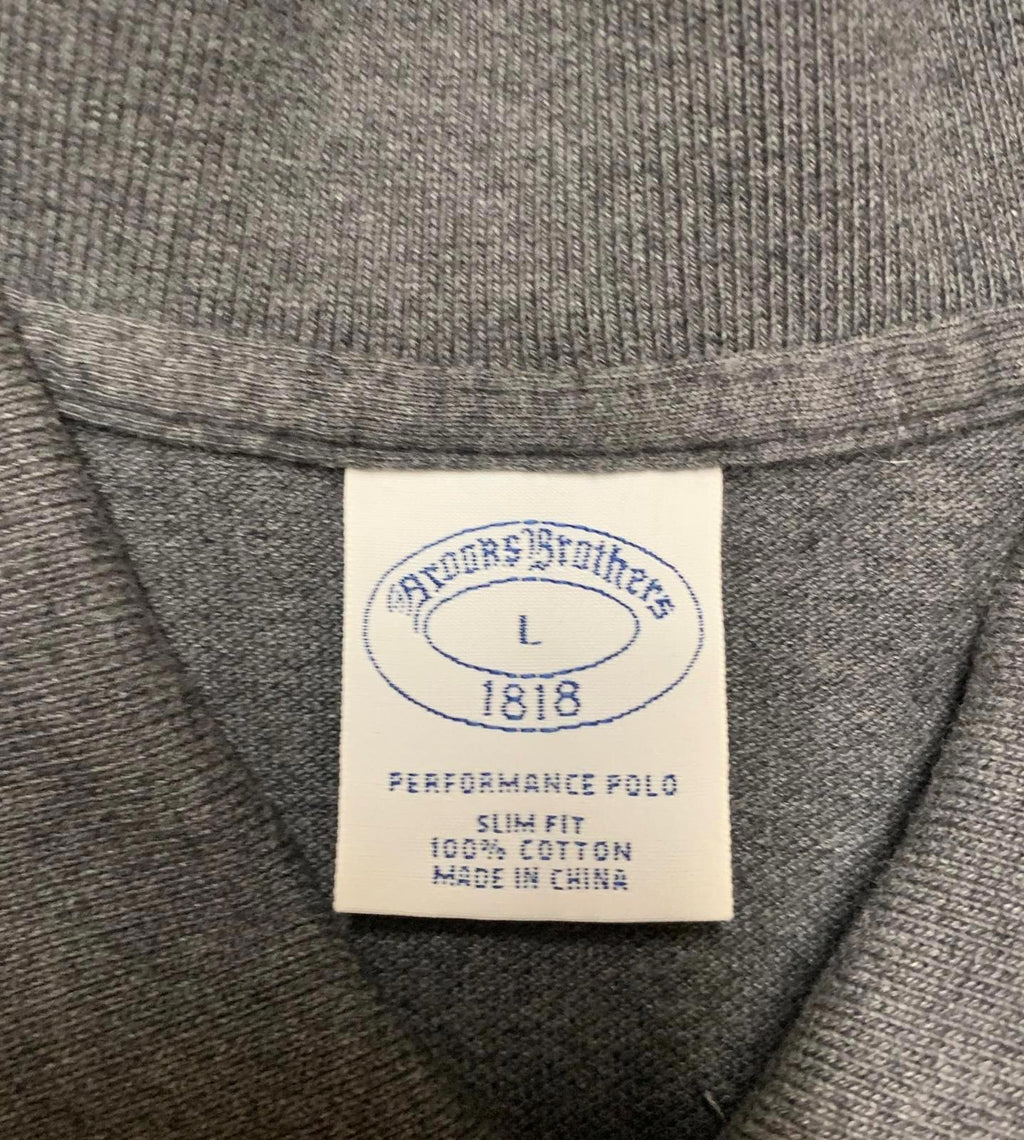 Brooks Brothers
L
1818
PERFORMANCE POLO
SLIM FIT
100% COTTON
MADE IN CHINA